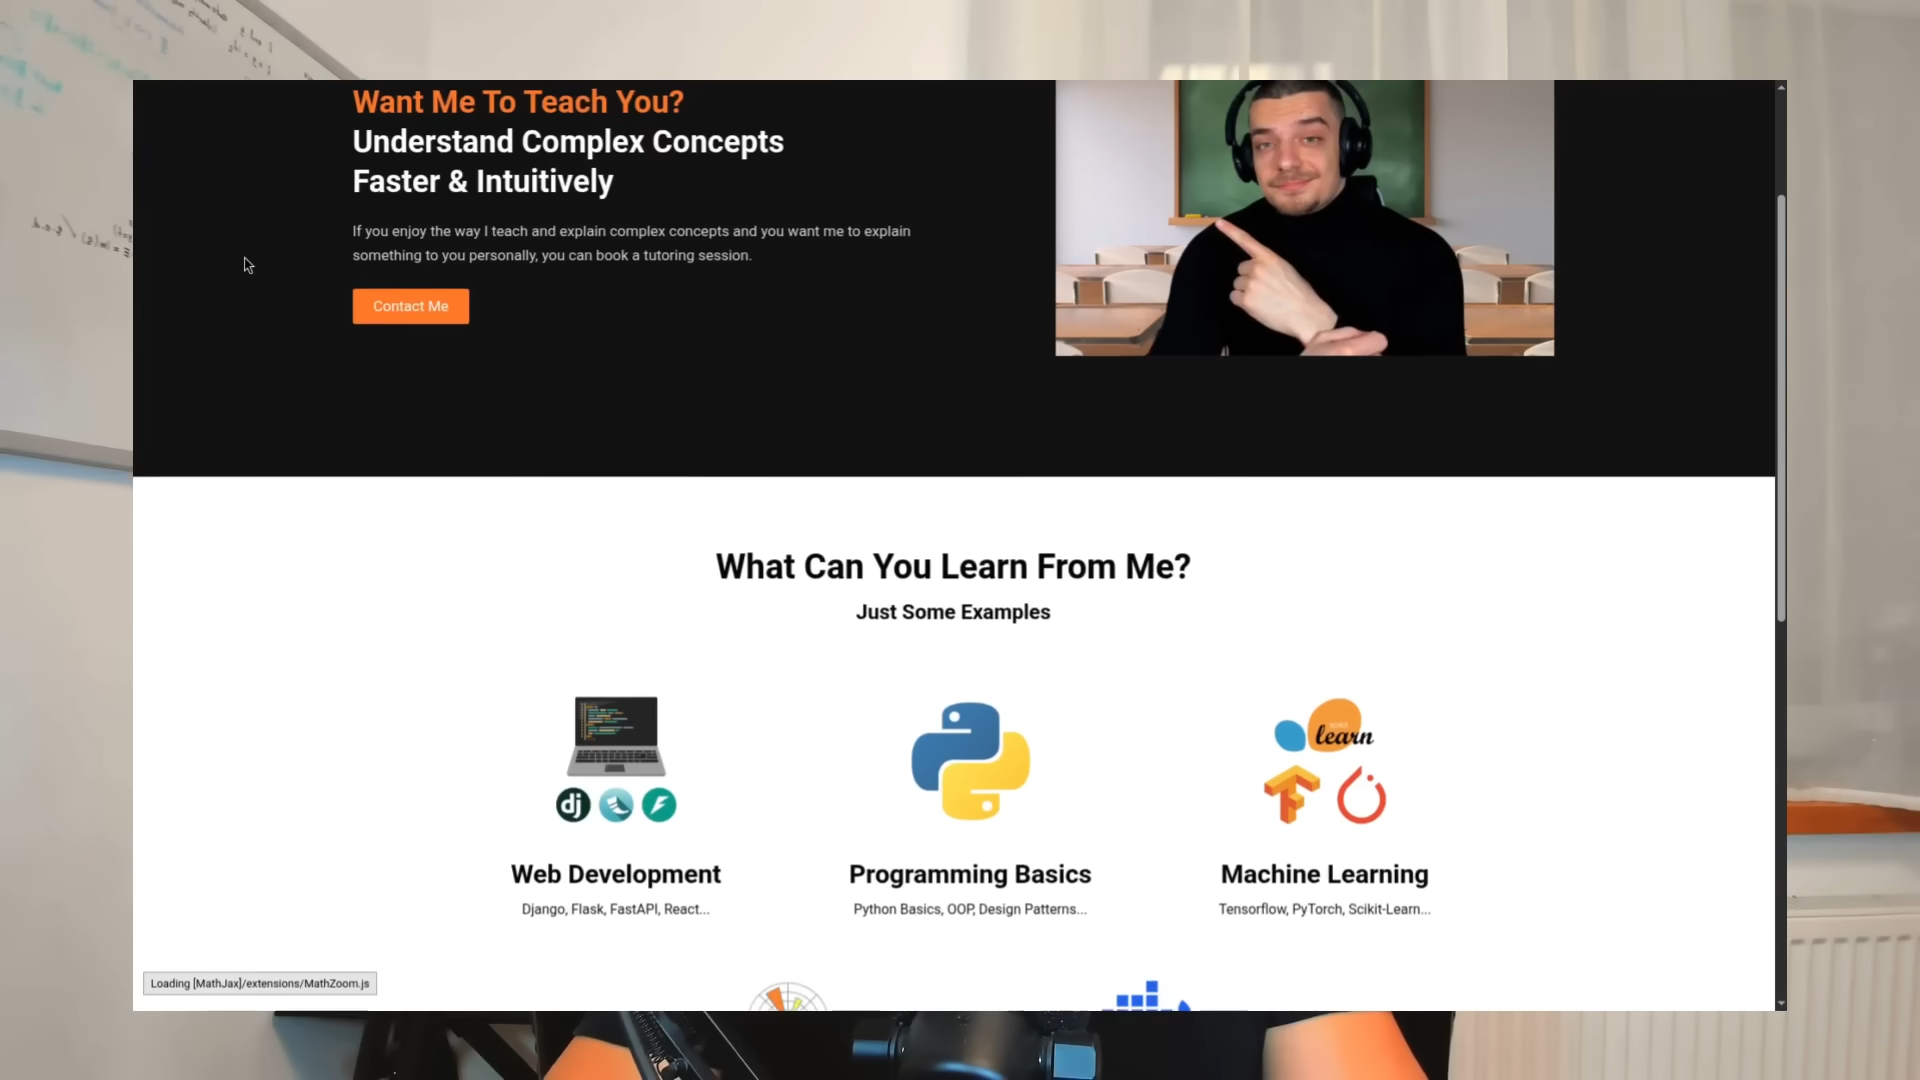 Want Me To Teach You?
Understand Complex Concepts
Faster & Intuitively
If you enjoy the way I teach and explain complex concepts and you want me to explain
something to you personally, you can book a tutoring session.
Contact Me
What Can You Learn From Me?
Just Some Examples
learn
dj
Web Development
Programming Basics
Machine Learning
Django, Flask, FastAPI, React...
Python Basics, OOP, Design Patterns...
Tensorflow, PyTorch, Scikit-Learn...
Loading [MathJax]/extensions/MathZoom.js